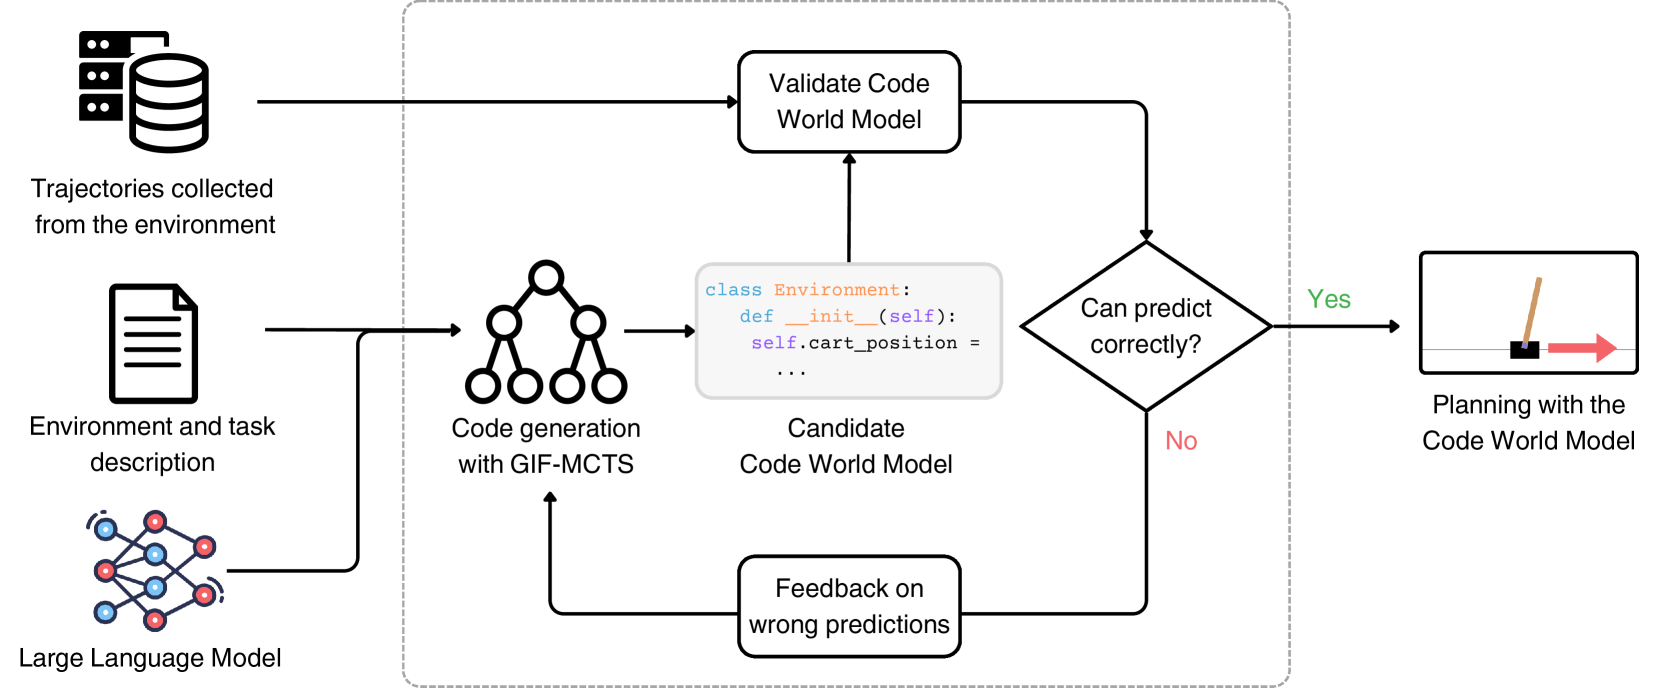 Trajectories collected
from the environment
Environment and task
description
Large Language Model
Validate Code
World Model
Code generation
with GIF-MCTS
class Environment:
def __init__(self):
self.cart_position =
...
Candidate
Code World Model
Can predict
correctly?
Yes
No
Feedback on
wrong predictions
Planning with the
Code World Model